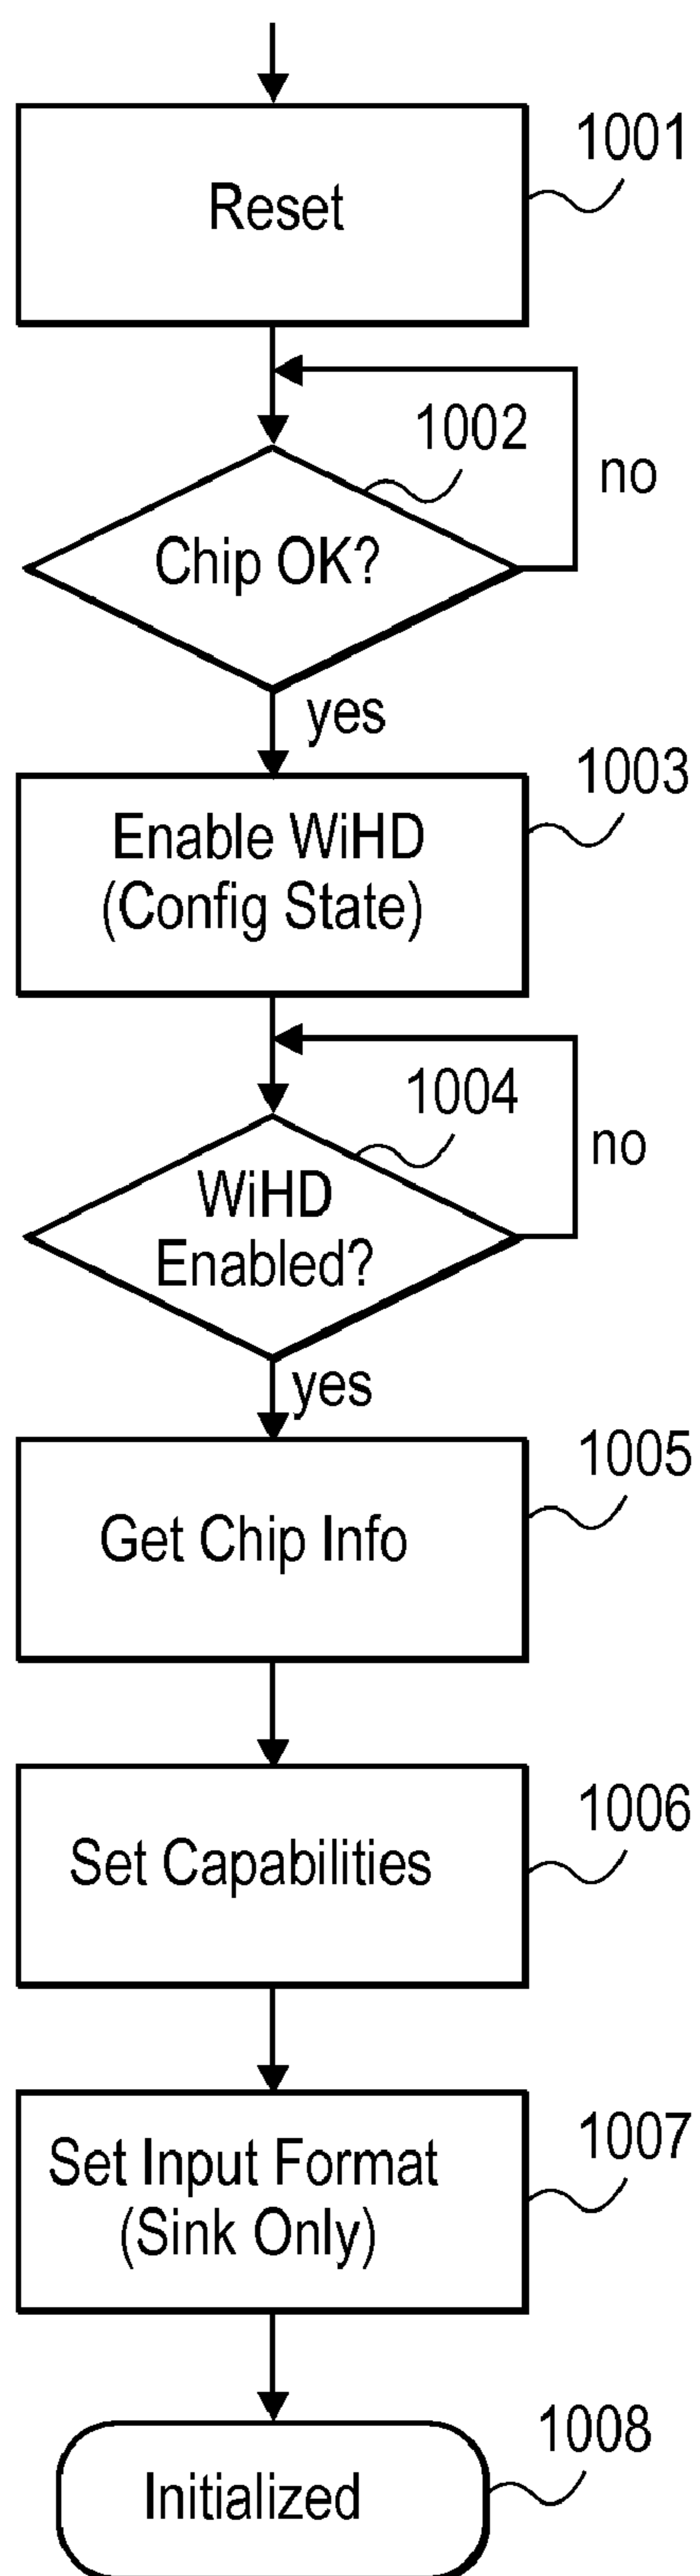 1001
Reset
1002
no
Chip OK?
yes
1003
Enable WiHD
(Config State)
1004
no
WiHD
Enabled?
yes
1005
Get Chip Info
1006
Set Capabilities
1007
Set Input Format
(Sink Only)
1008
Initialized